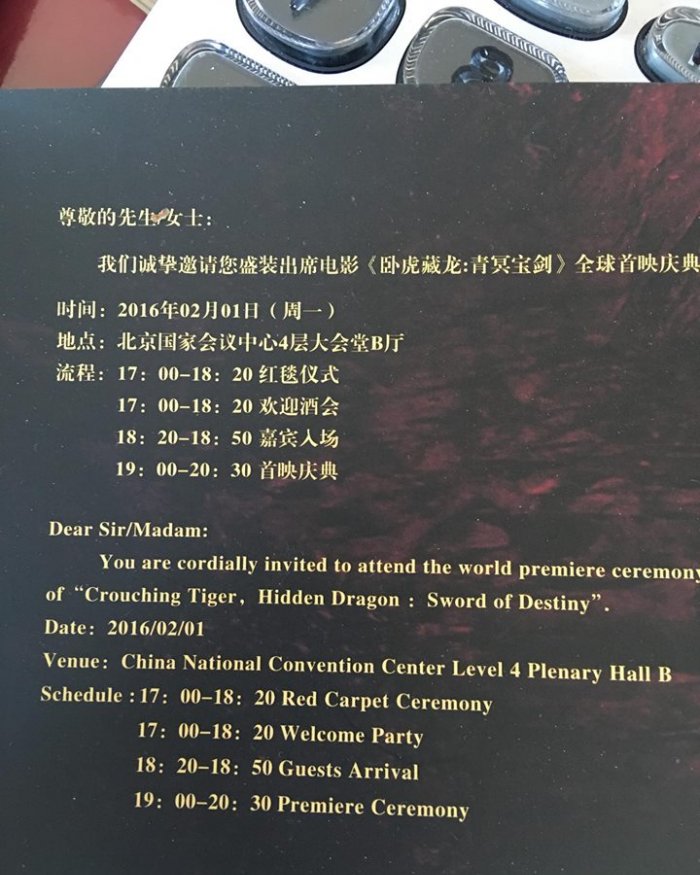 尊敬的先生/女士：
我们诚挚邀请您盛装出席电影《卧虎藏龙:青冥宝剑》全球首映庆典
时间：2016年02月01日（周一）
地点：北京国家会议中心4层大会堂B厅
流程：17：00-18：20 红毯仪式
17：00-18：20 欢迎酒会
18：20-18：50 嘉宾入场
19：00-20：30 首映庆典
Dear Sir/Madam:
You are cordially invited to attend the world premiere ceremony
of “Crouching Tiger, Hidden Dragon : Sword of Destiny”.
Date: 2016/02/01
Venue: China National Convention Center Level 4 Plenary Hall B
Schedule : 17：00-18：20 Red Carpet Ceremony
17：00-18：20 Welcome Party
18：20-18：50 Guests Arrival
19：00-20：30 Premiere Ceremony